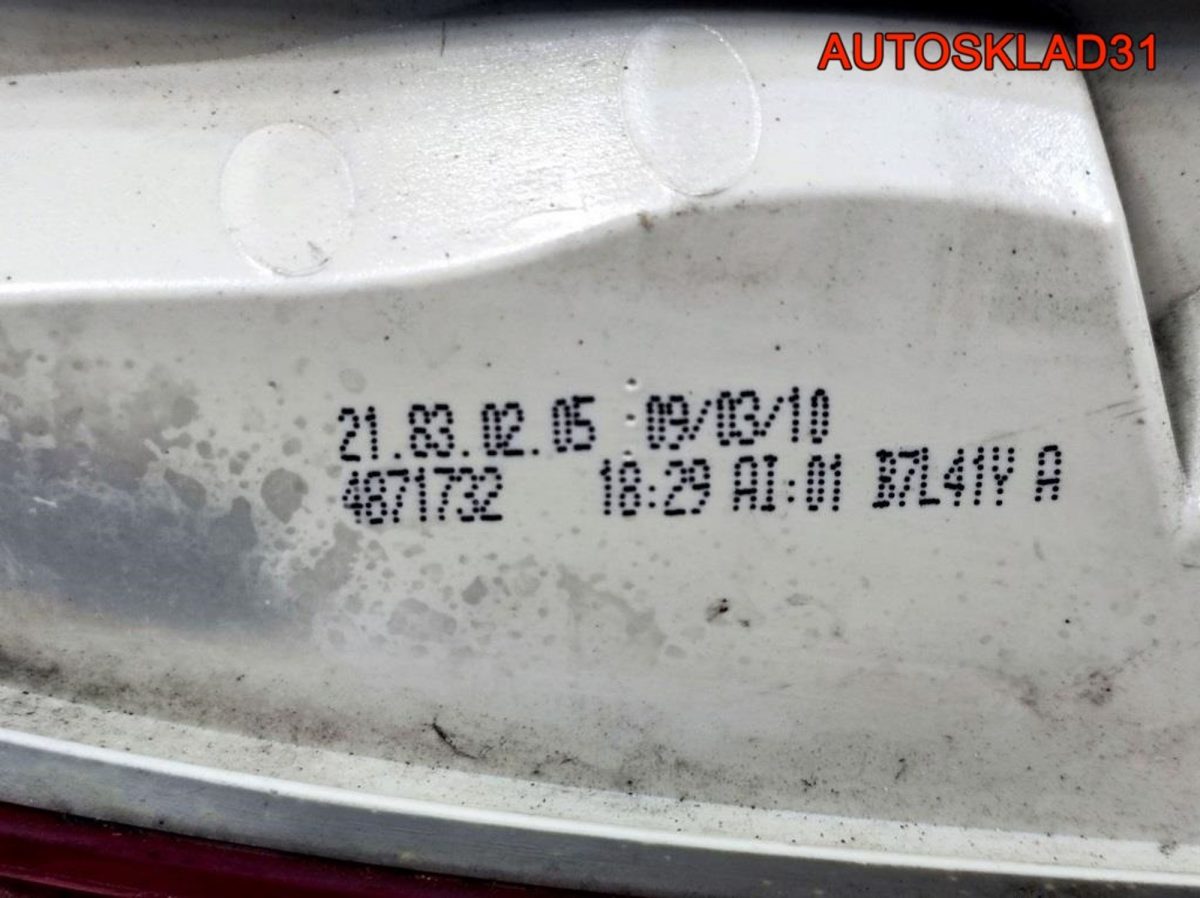 AUTOSKLAD31
21.83.02.05 :09/03/10
4871732 18:29 AI:01 B7L41Y A